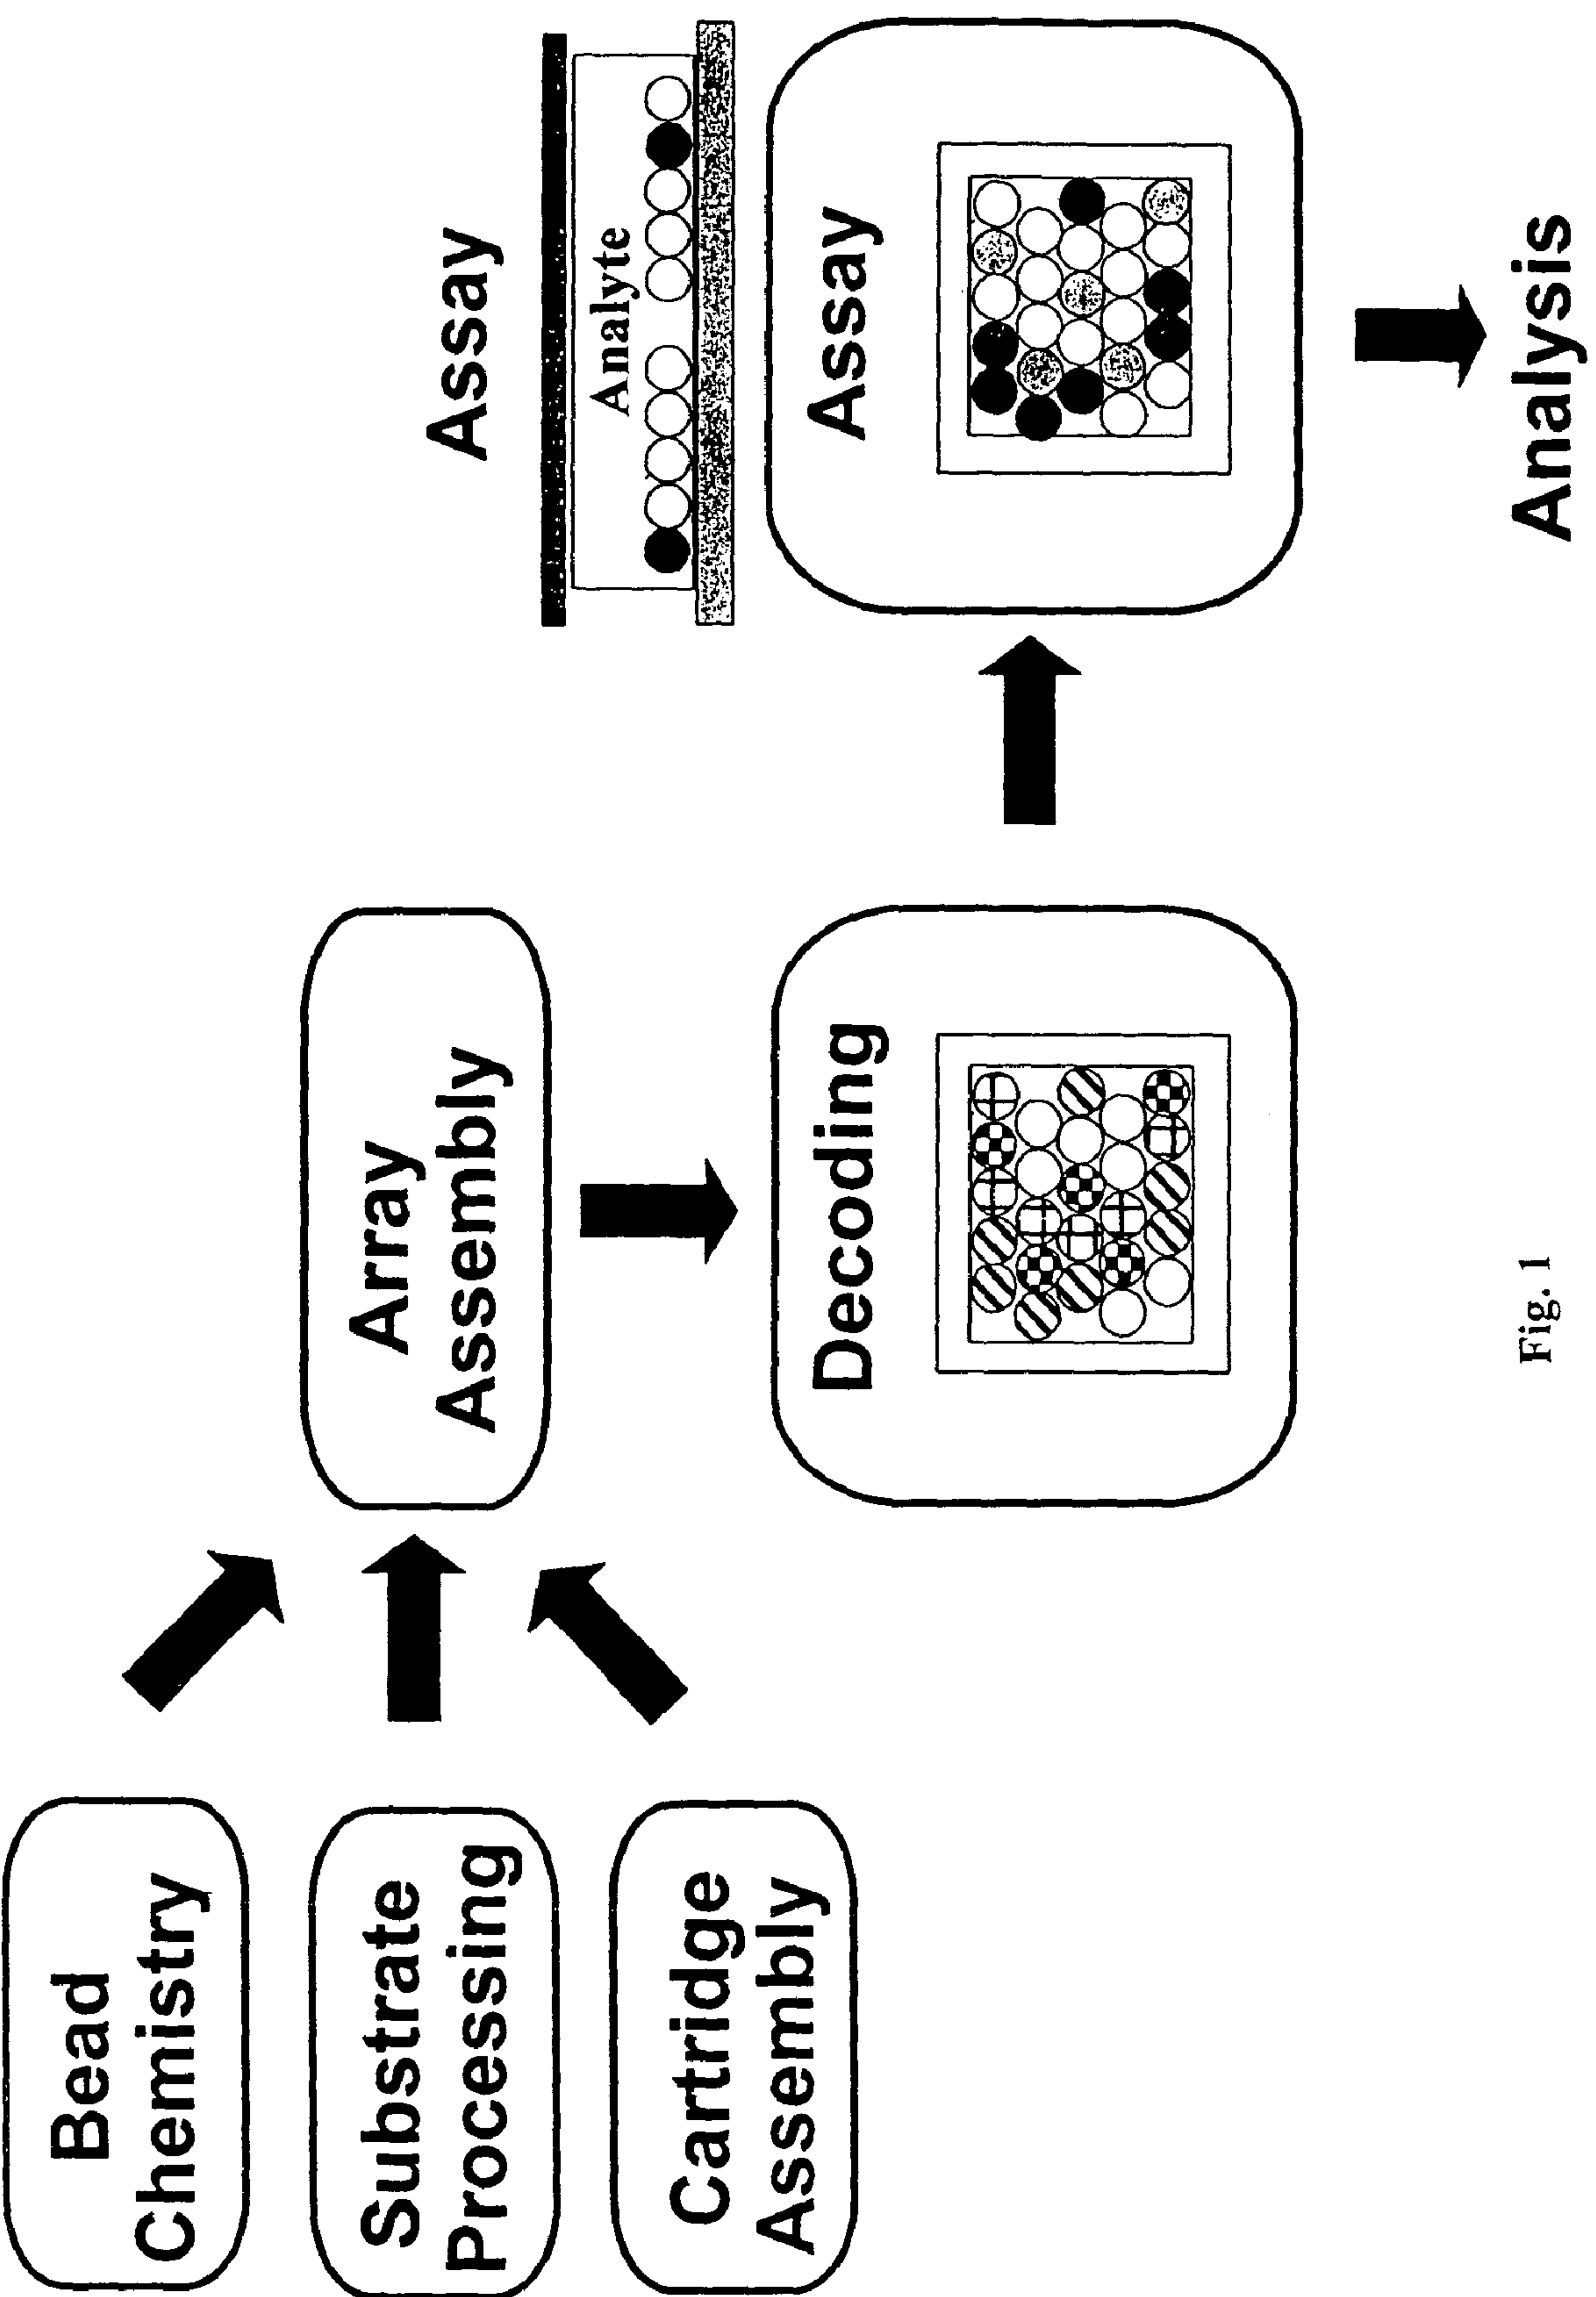 Bead
Chemistry
Substrate
Processing
Cartridge
Assembly
Array
Assembly
Decoding
Assay
Analyte
Assay
Analysis
Fig. 1